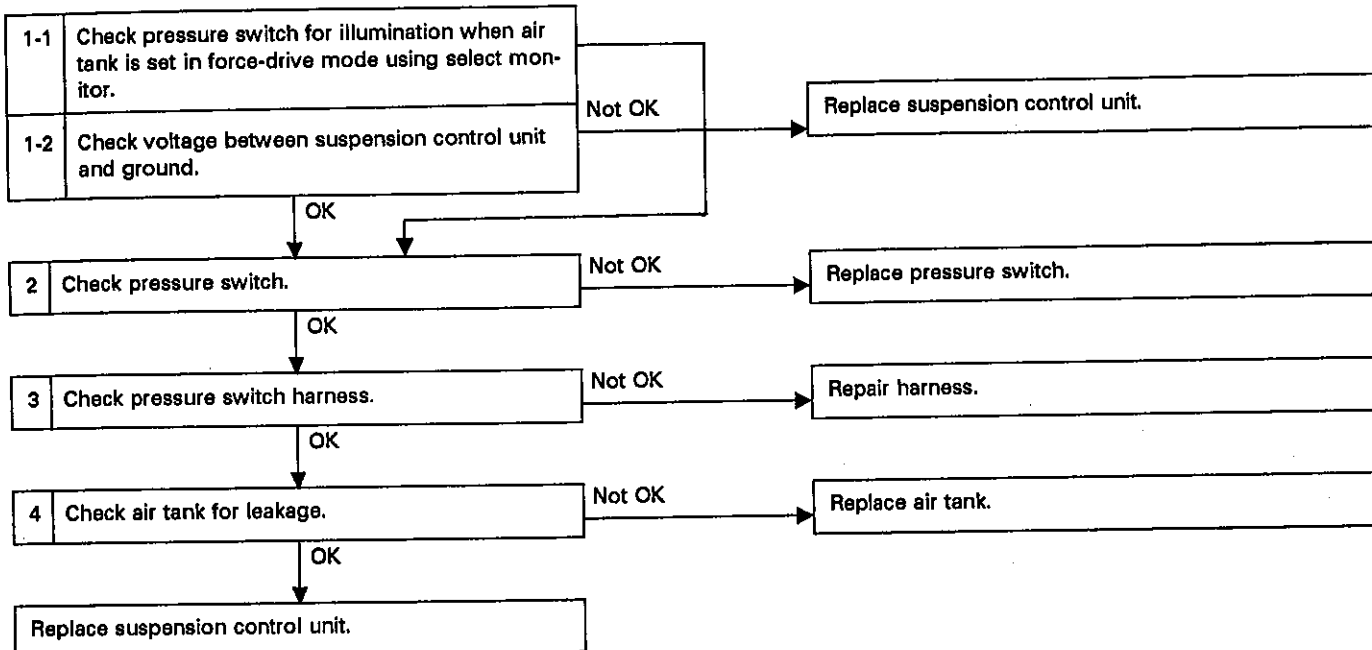 1-1 Check pressure switch for illumination when air
tank is set in force-drive mode using select mon-
itor.
Not OK
Replace suspension control unit.
1-2 Check voltage between suspension control unit
and ground.
OK
2 Check pressure switch.
Not OK
Replace pressure switch.
OK
3 Check pressure switch harness.
Not OK
Repair harness.
OK
4 Check air tank for leakage.
Not OK
Replace air tank.
OK
Replace suspension control unit.